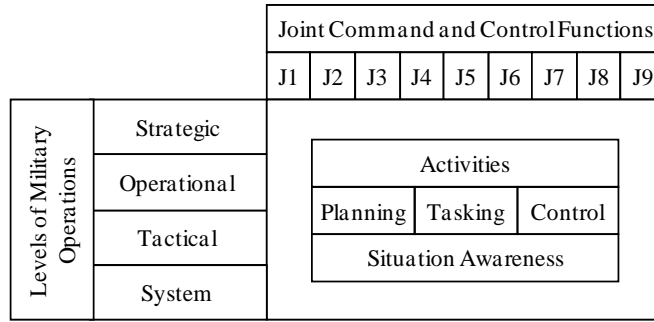 Joint Command and Control Functions
J1 J2 J3 J4 J5 J6 J7 J8 J9
Levels of Military
Operations
Strategic
Operational
Tactical
System
Activities
Planning Tasking Control
Situation Awareness